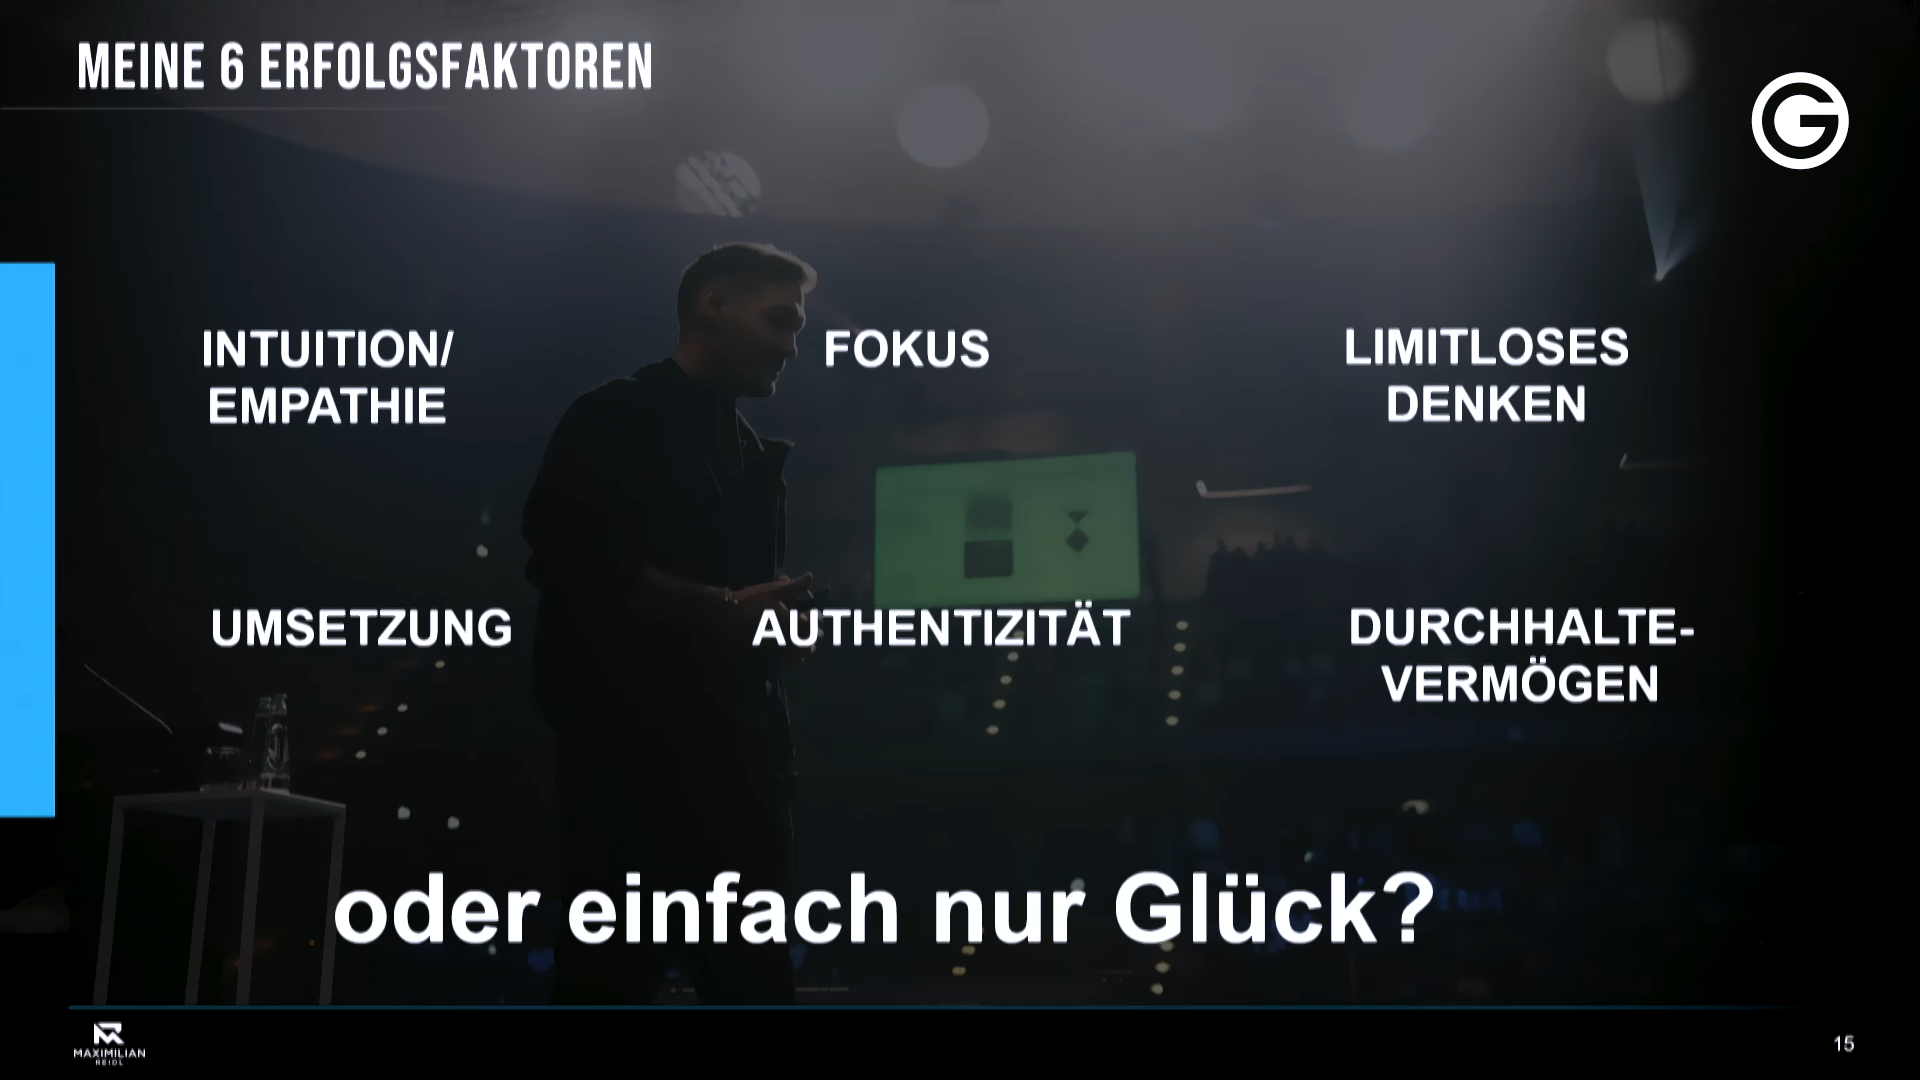 MEINE 6 ERFOLGSFAKTOREN
G
INTUITION/
EMPATHIE
FOKUS
LIMITLOSES
DENKEN
UMSETZUNG
AUTHENTIZITÄT
DURCHHALTE-
VERMÖGEN
oder einfach nur Glück?
MAXIMILIAN
REIDL
15